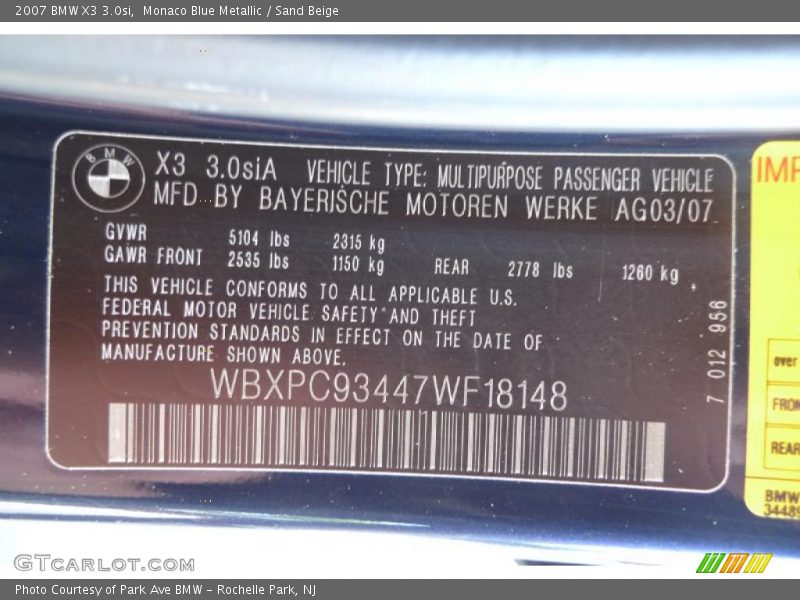 2007 BMW X3 3.0si, Monaco Blue Metallic / Sand Beige
BMW
X3 3.0siA VEHICLE TYPE: MULTIPURPOSE PASSENGER VEHICLE
MFD BY BAYERISCHE MOTOREN WERKE AG03/07
GVWR 5104 lbs 2315 kg
GAWR FRONT 2535 lbs 1150 kg REAR 2778 lbs 1260 kg
THIS VEHICLE CONFORMS TO ALL APPLICABLE U.S.
FEDERAL MOTOR VEHICLE SAFETY AND THEFT
PREVENTION STANDARDS IN EFFECT ON THE DATE OF
MANUFACTURE SHOWN ABOVE.
WBXPC93447WF18148
7 012 956
over
REAR
BMW
GTCARLOT.COM
Photo Courtesy of Park Ave BMW - Rochelle Park, NJ